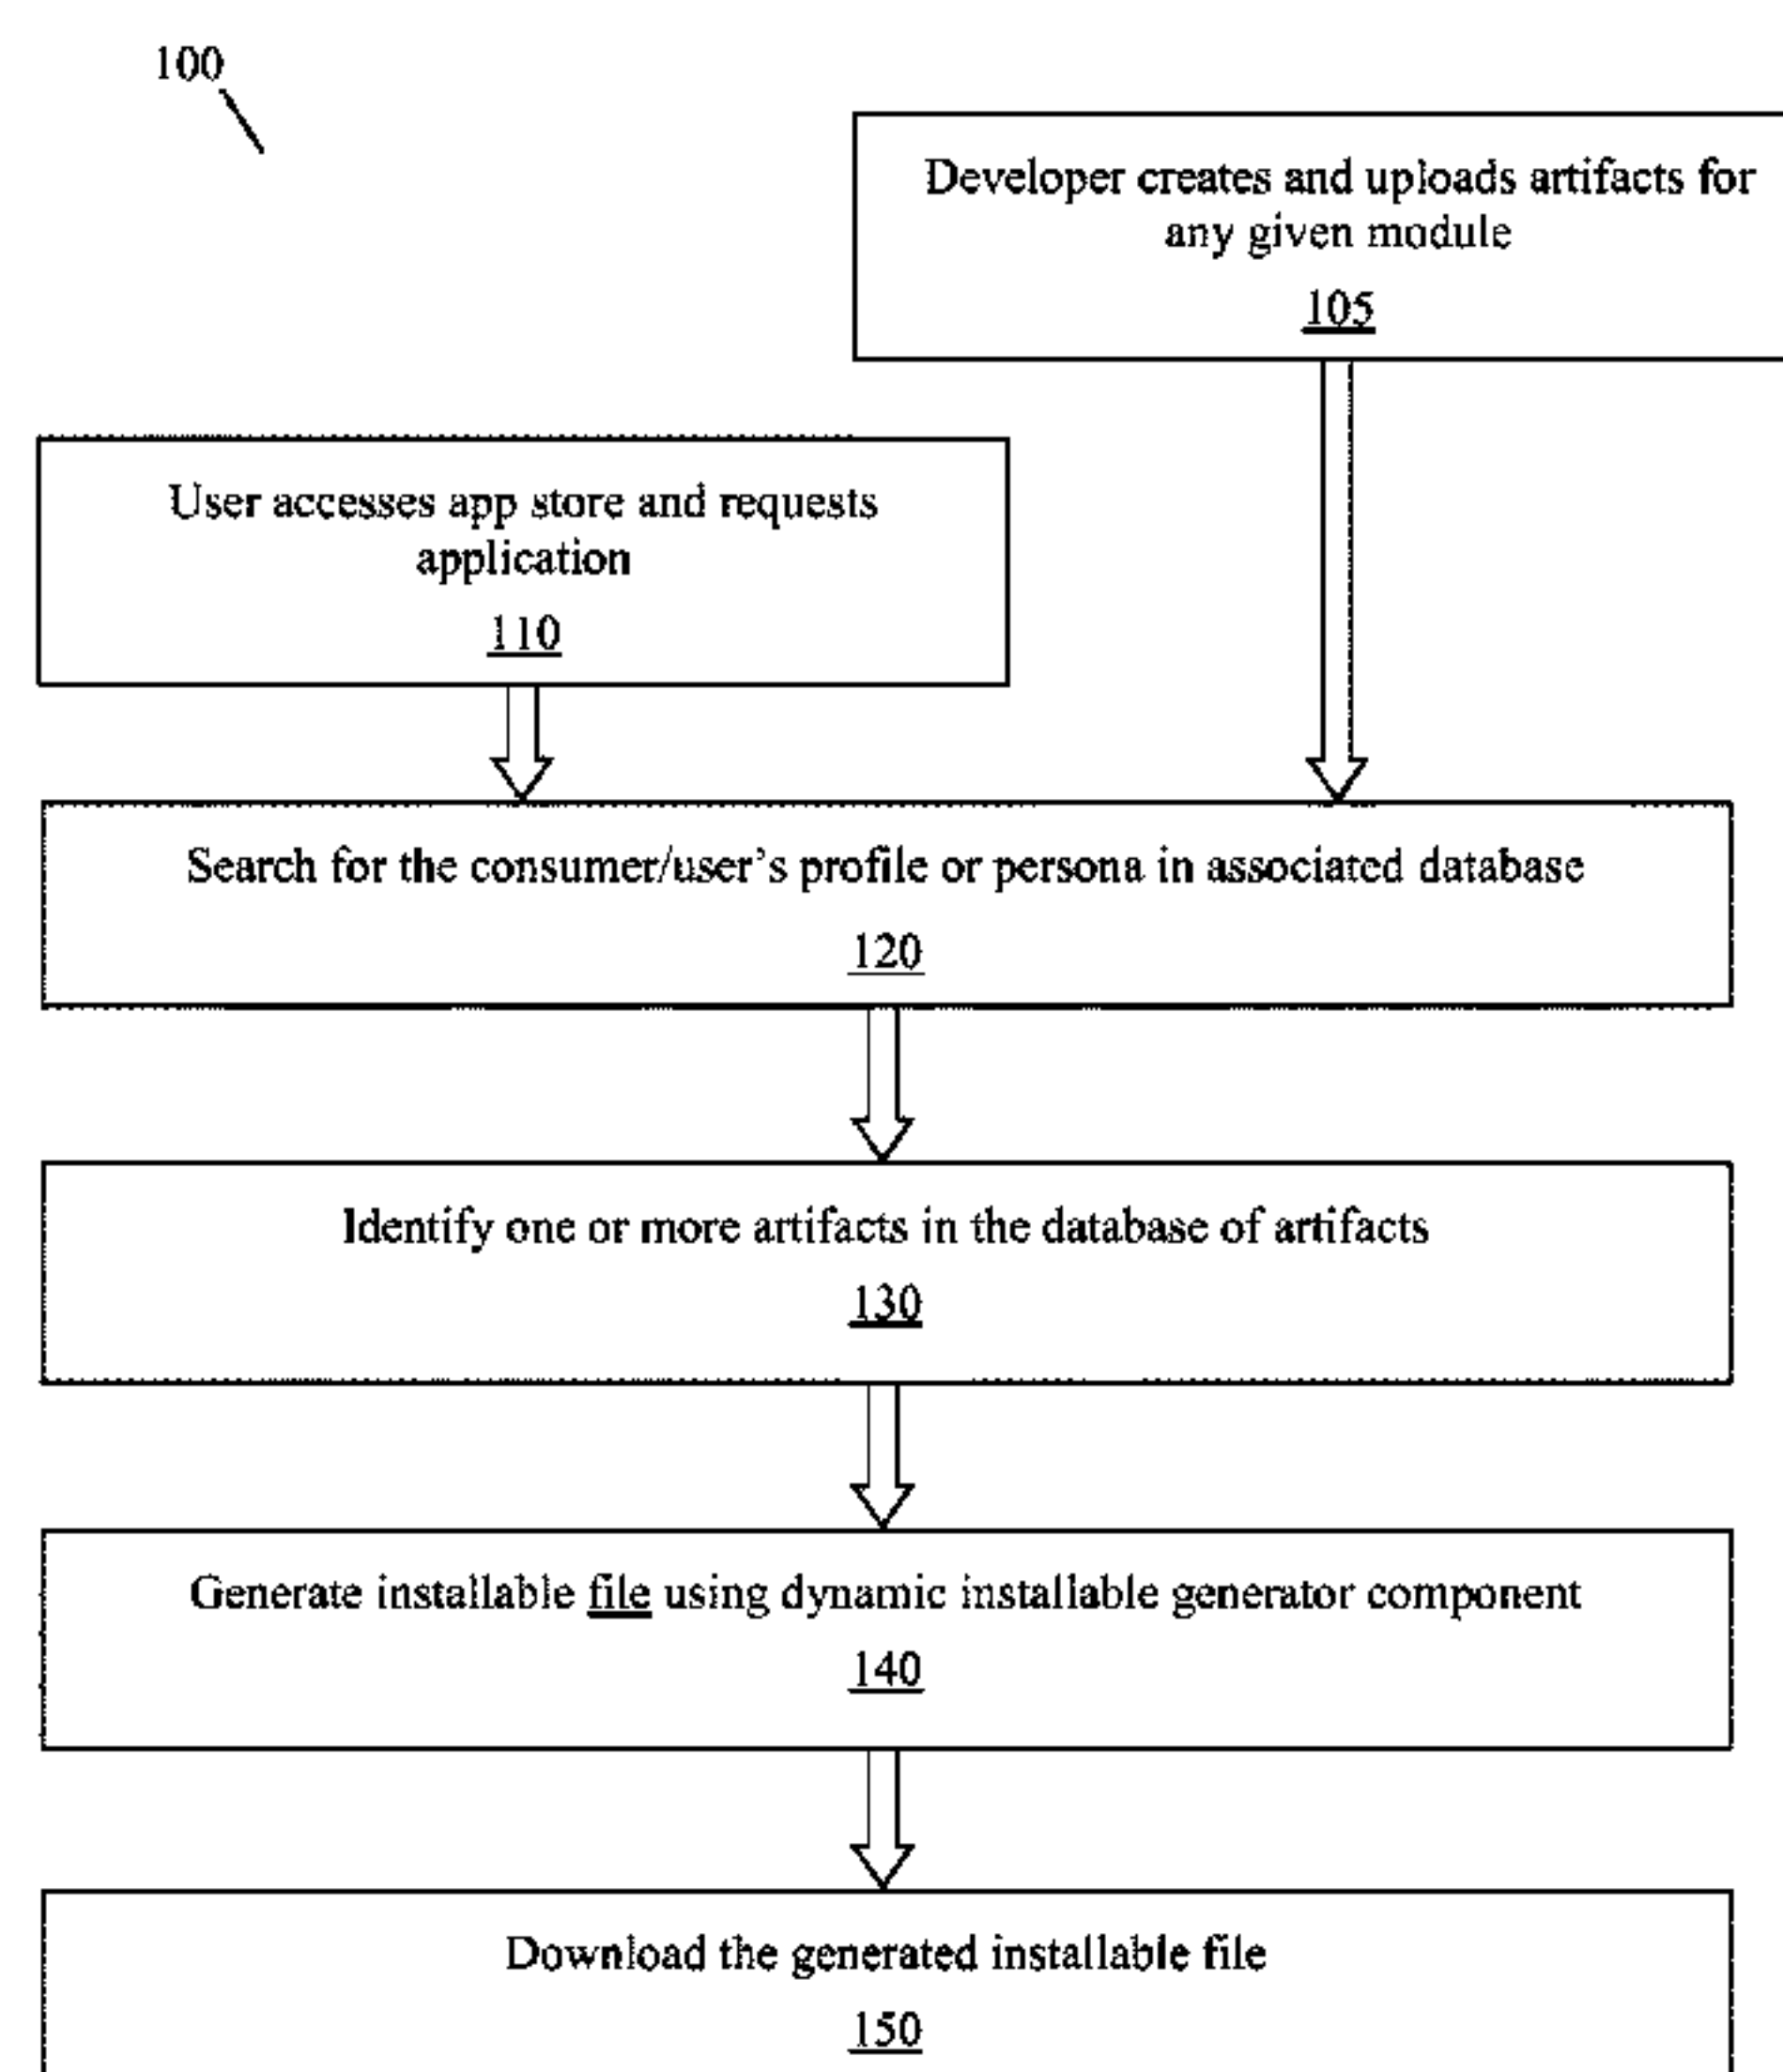 100
Developer creates and uploads artifacts for
any given module
105
User accesses app store and requests
application
110
Search for the consumer/user's profile or persona in associated database
120
Identify one or more artifacts in the database of artifacts
130
Generate installable file using dynamic installable generator component
140
Download the generated installable file
150